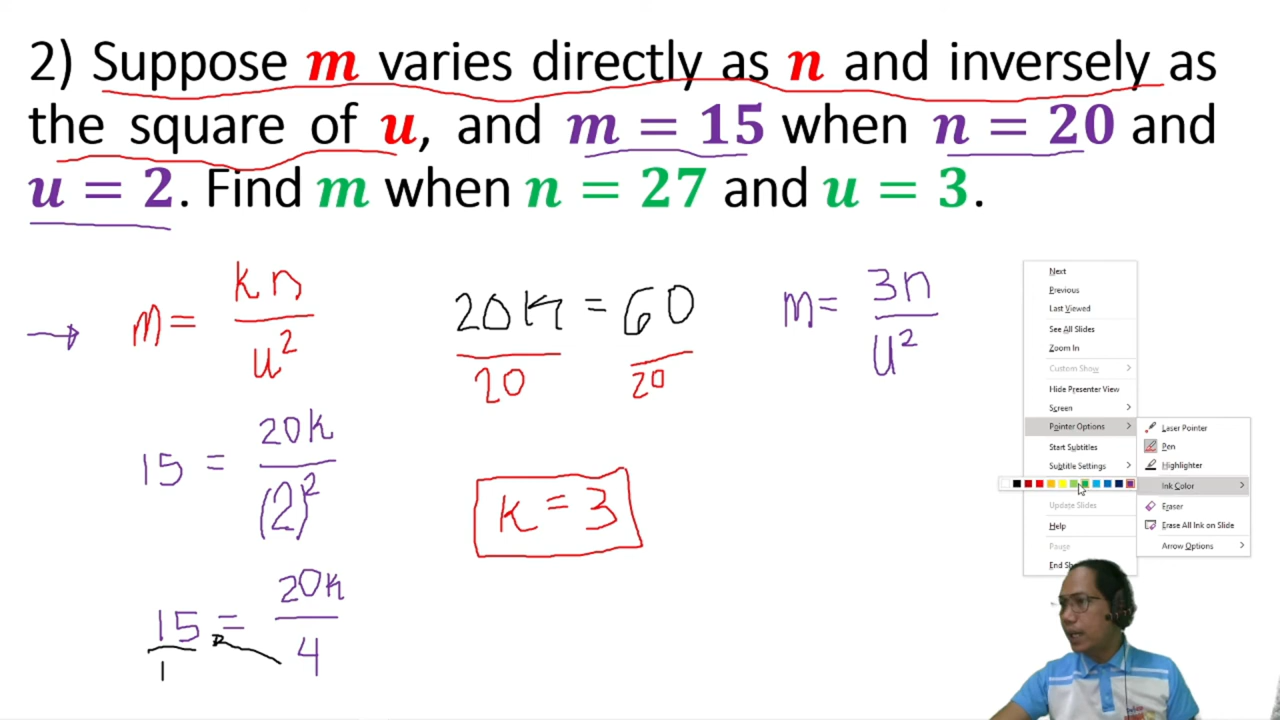 2) Suppose m varies directly as n and inversely as
the square of u, and m = 15 when n = 20 and
u = 2. Find m when n = 27 and u = 3.
m = kn / u²
15 = 20k / (2)²
15 / 1 = 20k / 4
20k / 20 = 60 / 20
k = 3
m = 3n / u²
Next
Previous
Last Viewed
See All Slides
Zoom In
Custom Show
Hide Presenter View
Screen
Pointer Options
Start Subtitles
Subtitle Settings
Update Slides
Help
Pause
Laser Pointer
Pen
Highlighter
Ink Color
Eraser
Erase All Ink on Slide
Arrow Options